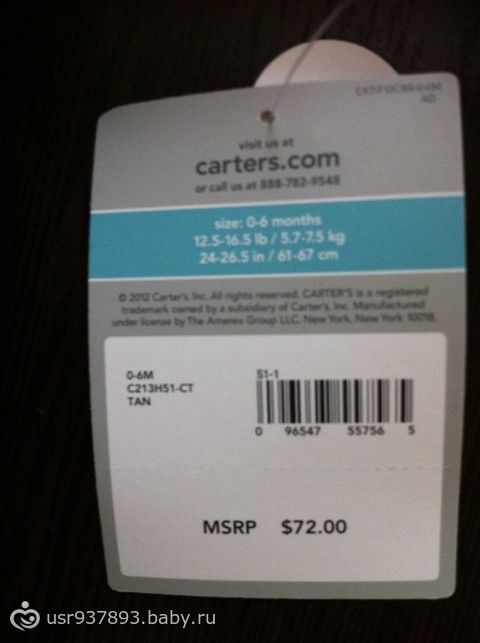 AD
visit us at
carters.com
or call us at 888-782-9548
size: 0-6 months
12.5-16.5 lb / 5.7-7.5 kg
24-26.5 in / 61-67 cm
© 2012 Carter's, Inc. All rights reserved. CARTER'S is a registered
trademark owned by a subsidiary of Carter's, Inc. Manufactured
under license by The Amerex Group LLC. New York, New York 10018.
0-6M
C213H51-CT
TAN
S1-1
0 96547 55756 5
MSRP $72.00
usr937893.baby.ru